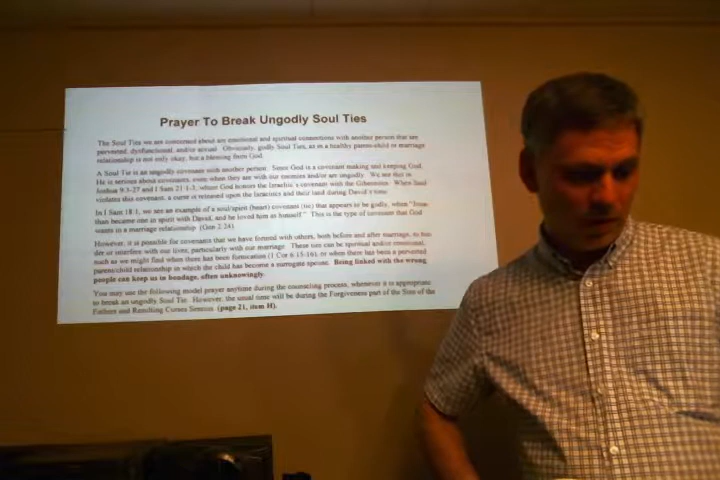 Prayer To Break Ungodly Soul Ties
The Soul Ties we are concerned about are emotional and spiritual connections with another person that are
perverted, dysfunctional, and/or sexual. Obviously, godly Soul Ties, as in a healthy parent-child or marriage
relationship is not only okay, but a blessing from God.
A Soul Tie is an ungodly covenant with another person. Since God is a covenant making and keeping God,
He is serious about covenants, even when they are with our enemies and/or are ungodly. We see this in
Joshua 9:3-27 and I Sam 21:1-3, where God honors the Israelite's covenant with the Gibeonites. When Saul
violates this covenant, a curse is released upon the Israelites and their land during David's time.
In I Sam 18:1, we see an example of a soul/spirit (heart) covenant (tie) that appears to be godly, when "Jona-
than became one in spirit with David, and he loved him as himself." This is the type of covenant that God
wants in a marriage relationship (Gen 2:24).
However, it is possible for covenants that we have formed with others, both before and after marriage, to hin-
der or interfere with our lives, particularly with our marriage. These ties can be spiritual and/or emotional,
such as we might find when there has been fornication (1 Cor 6:15-16), or when there has been a perverted
parent/child relationship in which the child has become a surrogate spouse. Being linked with the wrong
people can keep us in bondage, often unknowingly.
You may use the following model prayer anytime during the counseling process, whenever it is appropriate
to break an ungodly Soul Tie. However, the usual time will be during the Forgiveness part of the Sins of the
Fathers and Resulting Curses Session (page 21, item H).